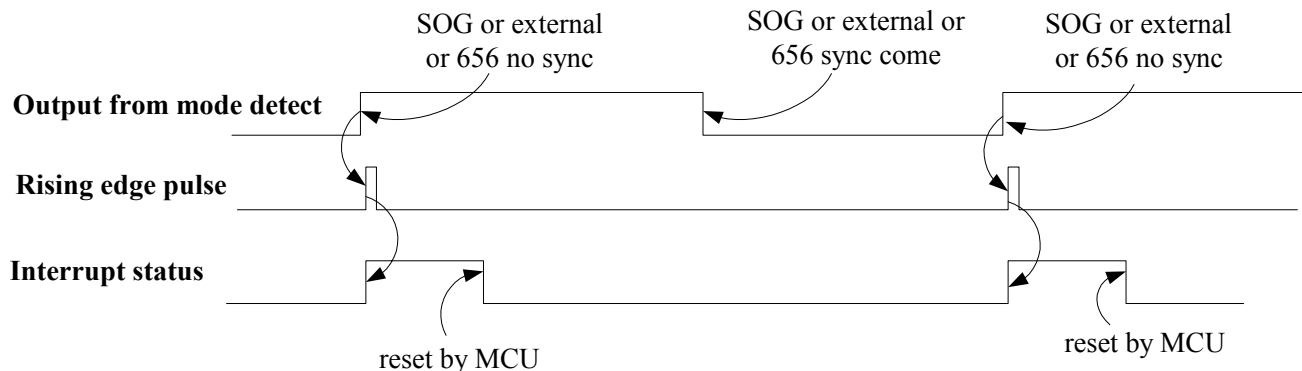 SOG or external
or 656 no sync
SOG or external or
656 sync come
SOG or external
or 656 no sync
Output from mode detect
Rising edge pulse
Interrupt status
reset by MCU
reset by MCU